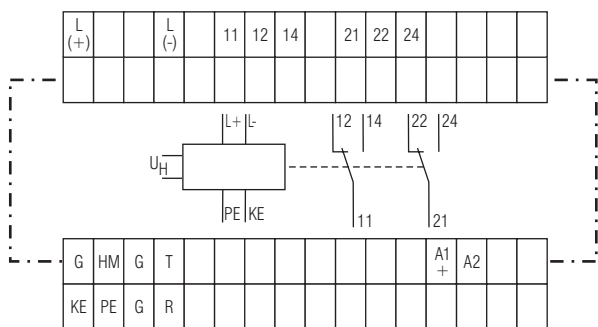 L (+) L (-) 11 12 14 21 22 24
L+ L- 12 14 22 24
UH
PE KE 11 21
G HM G T A1 + A2
KE PE G R